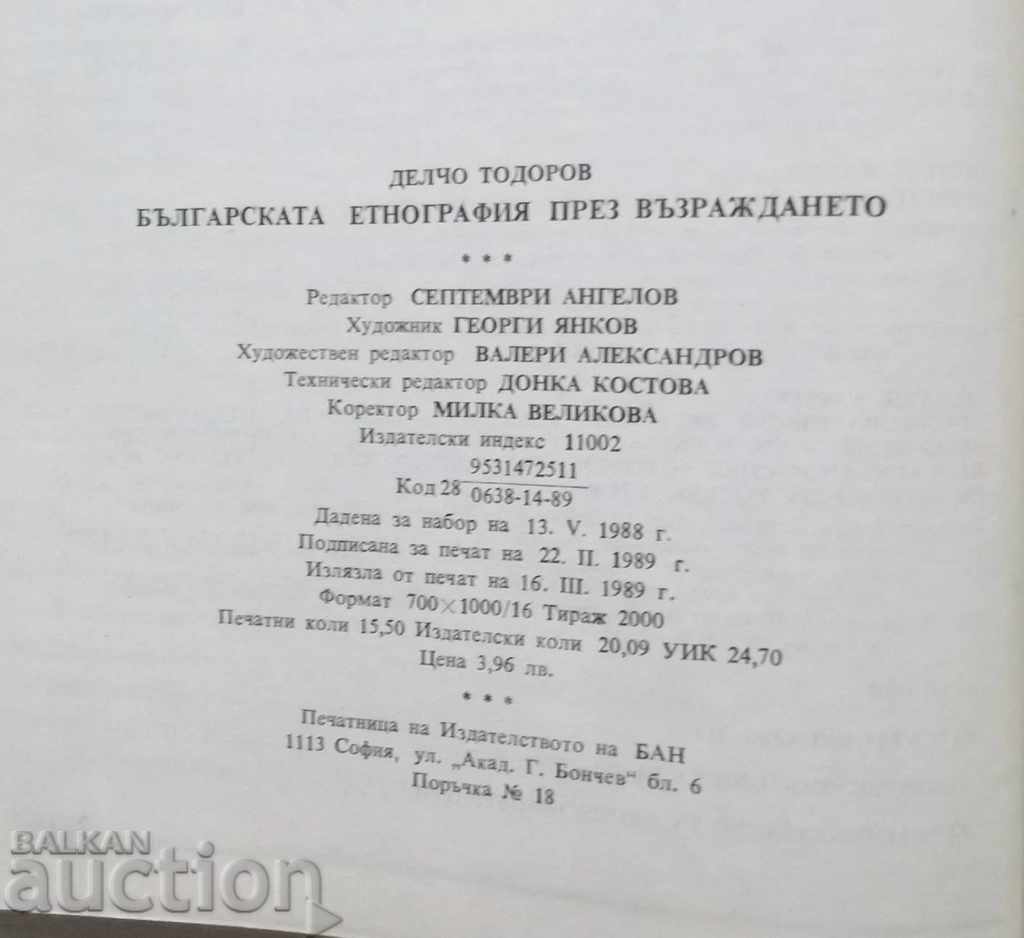 ДЕЛЧО ТОДОРОВ
БЪЛГАРСКАТА ЕТНОГРАФИЯ ПРЕЗ ВЪЗРАЖДАНЕТО
* * *
Редактор СЕПТЕМВРИ АНГЕЛОВ
Художник ГЕОРГИ ЯНКОВ
Художествен редактор ВАЛЕРИ АЛЕКСАНДРОВ
Технически редактор ДОНКА КОСТОВА
Коректор МИЛКА ВЕЛИКОВА
Издателски индекс 11002
9531472511
Код 28
0638-14-89
Дадена за набор на 13. V. 1988 г.
Подписана за печат на 22. II. 1989 г.
Излязла от печат на 16. III. 1989 г.
Формат 700×1000/16 Тираж 2000
Печатни коли 15,50 Издателски коли 20,09 УИК 24,70
Цена 3,96 лв.
* * *
Печатница на Издателството на БАН
1113 София, ул. „Акад. Г. Бончев“ бл. 6
Поръчка № 18
BALKAN
auction